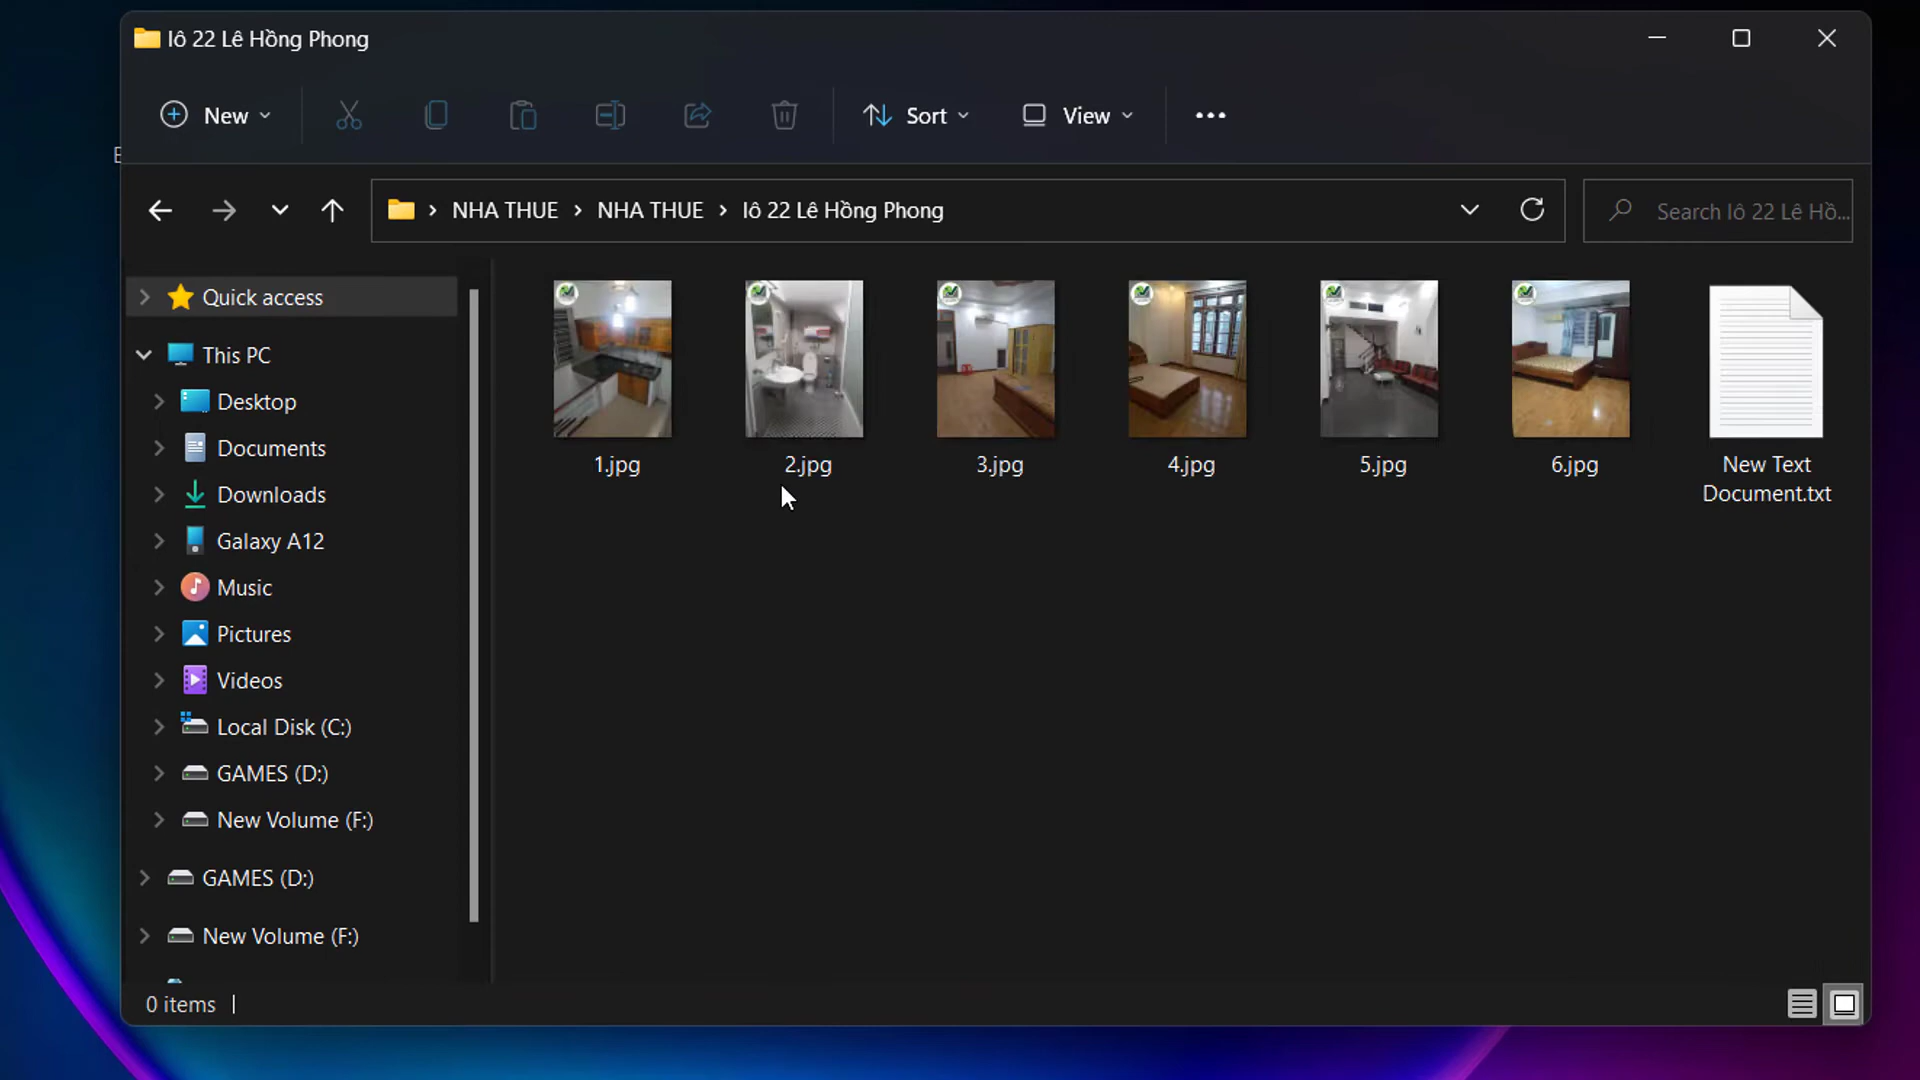 lô 22 Lê Hồng Phong
New
Sort
View
NHA THUE
NHA THUE
lô 22 Lê Hồng Phong
Search lô 22 Lê Hồ...
Quick access
This PC
Desktop
Documents
Downloads
Galaxy A12
Music
Pictures
Videos
Local Disk (C:)
GAMES (D:)
New Volume (F:)
GAMES (D:)
New Volume (F:)
1.jpg
2.jpg
3.jpg
4.jpg
5.jpg
6.jpg
New Text
Document.txt
0 items